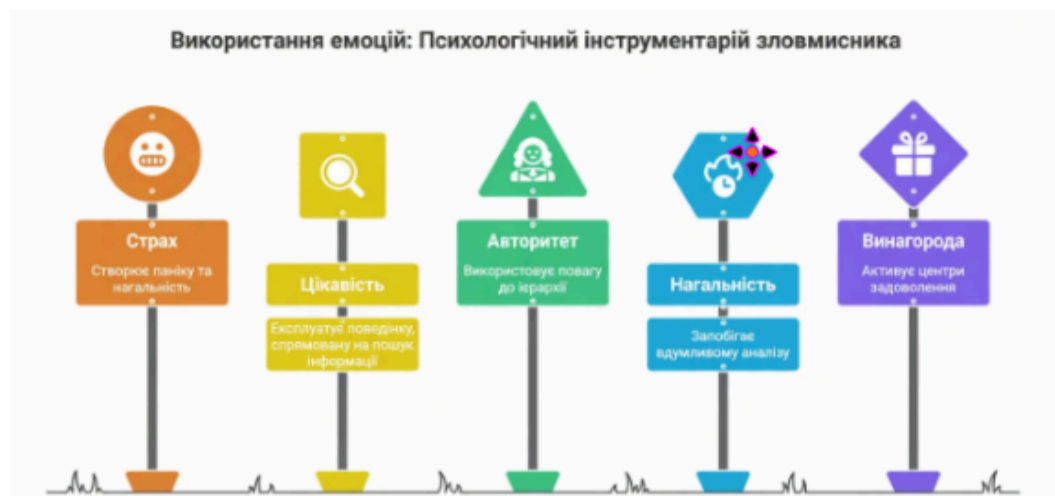 Використання емоцій: Психологічний інструментарій зловмисника
Страх
Створює паніку та
нагальність
Цікавість
Експлуатує поведінку,
спрямовану на пошук
інформації
Авторитет
Використовує повагу
до ієрархії
Нагальність
Запобігає
вдумливому аналізу
Винагорода
Активує центри
задоволення